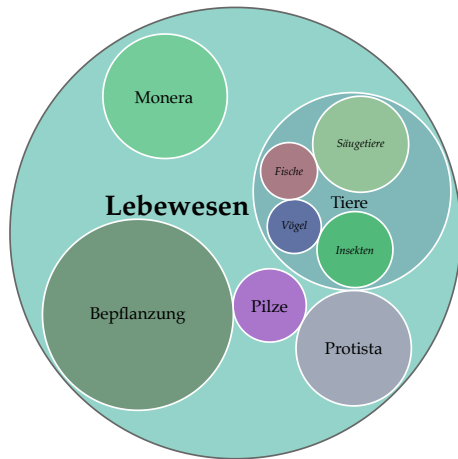 Monera
Säugetiere
Fische
Lebewesen
Tiere
Vögel
Insekten
Bepflanzung
Pilze
Protista